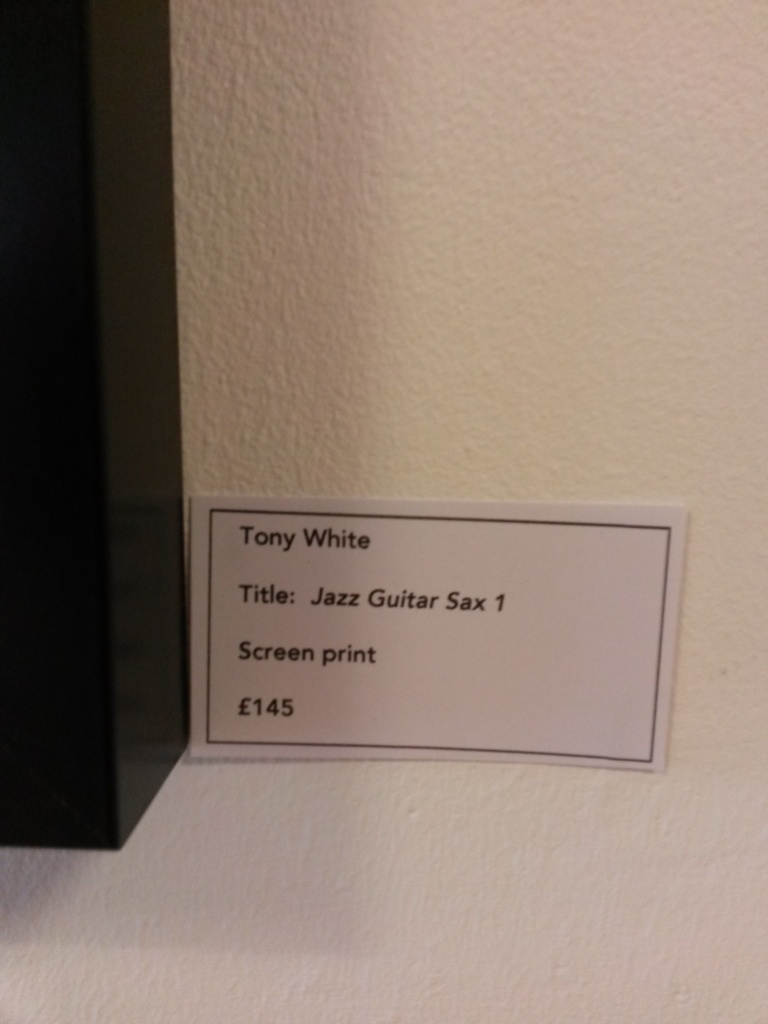 Tony White
Title: Jazz Guitar Sax 1
Screen print
£145